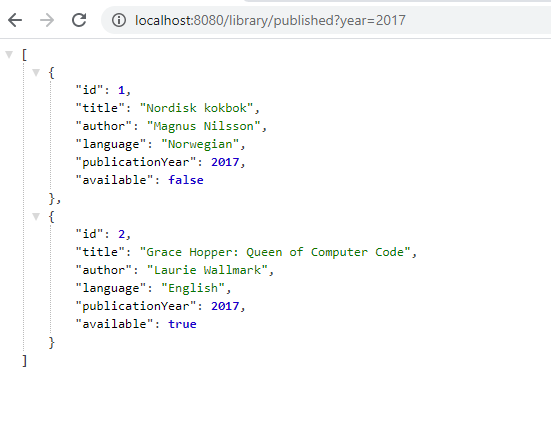 localhost:8080/library/published?year=2017
[
{
"id": 1,
"title": "Nordisk kokbok",
"author": "Magnus Nilsson",
"language": "Norwegian",
"publicationYear": 2017,
"available": false
},
{
"id": 2,
"title": "Grace Hopper: Queen of Computer Code",
"author": "Laurie Wallmark",
"language": "English",
"publicationYear": 2017,
"available": true
}
]